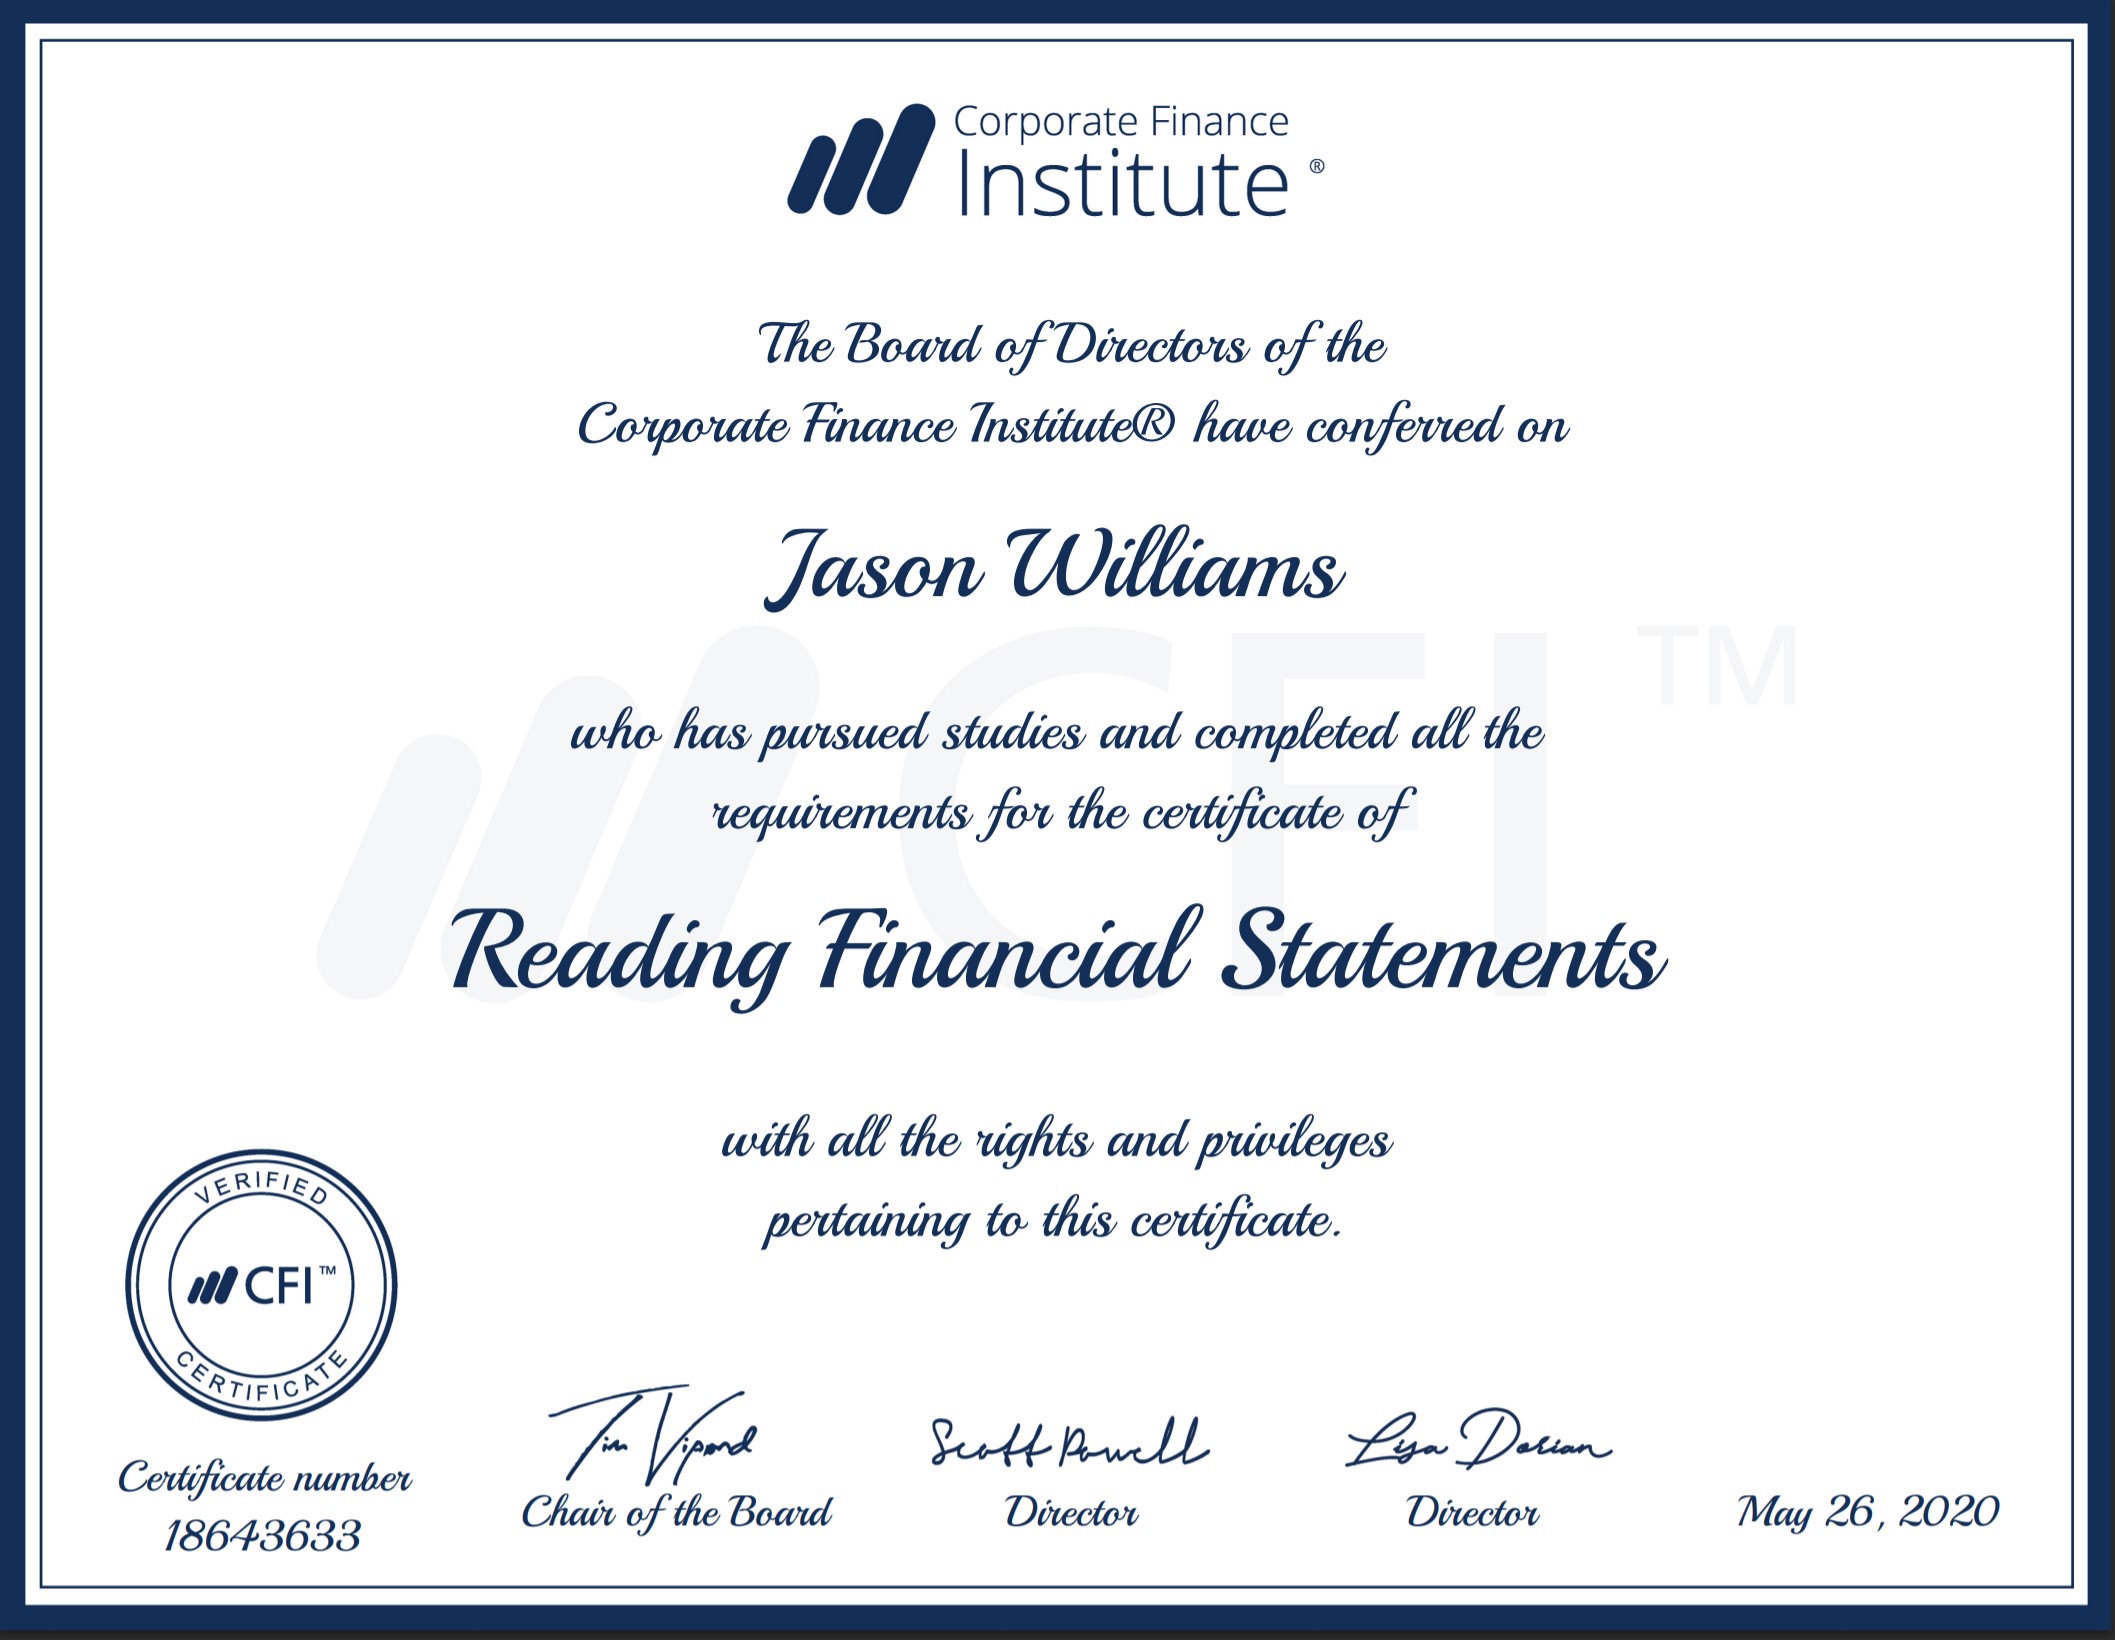 Corporate Finance
Institute ®
The Board of Directors of the
Corporate Finance Institute® have conferred on
Jason Williams
CFI™
who has pursued studies and completed all the
requirements for the certificate of
Reading Financial Statements
with all the rights and privileges
pertaining to this certificate.
VERIFIED
CFI™
CERTIFICATE
Certificate number
18643633
Tim Vipond
Chair of the Board
Scott Powell
Director
Lisa Dorian
Director
May 26, 2020